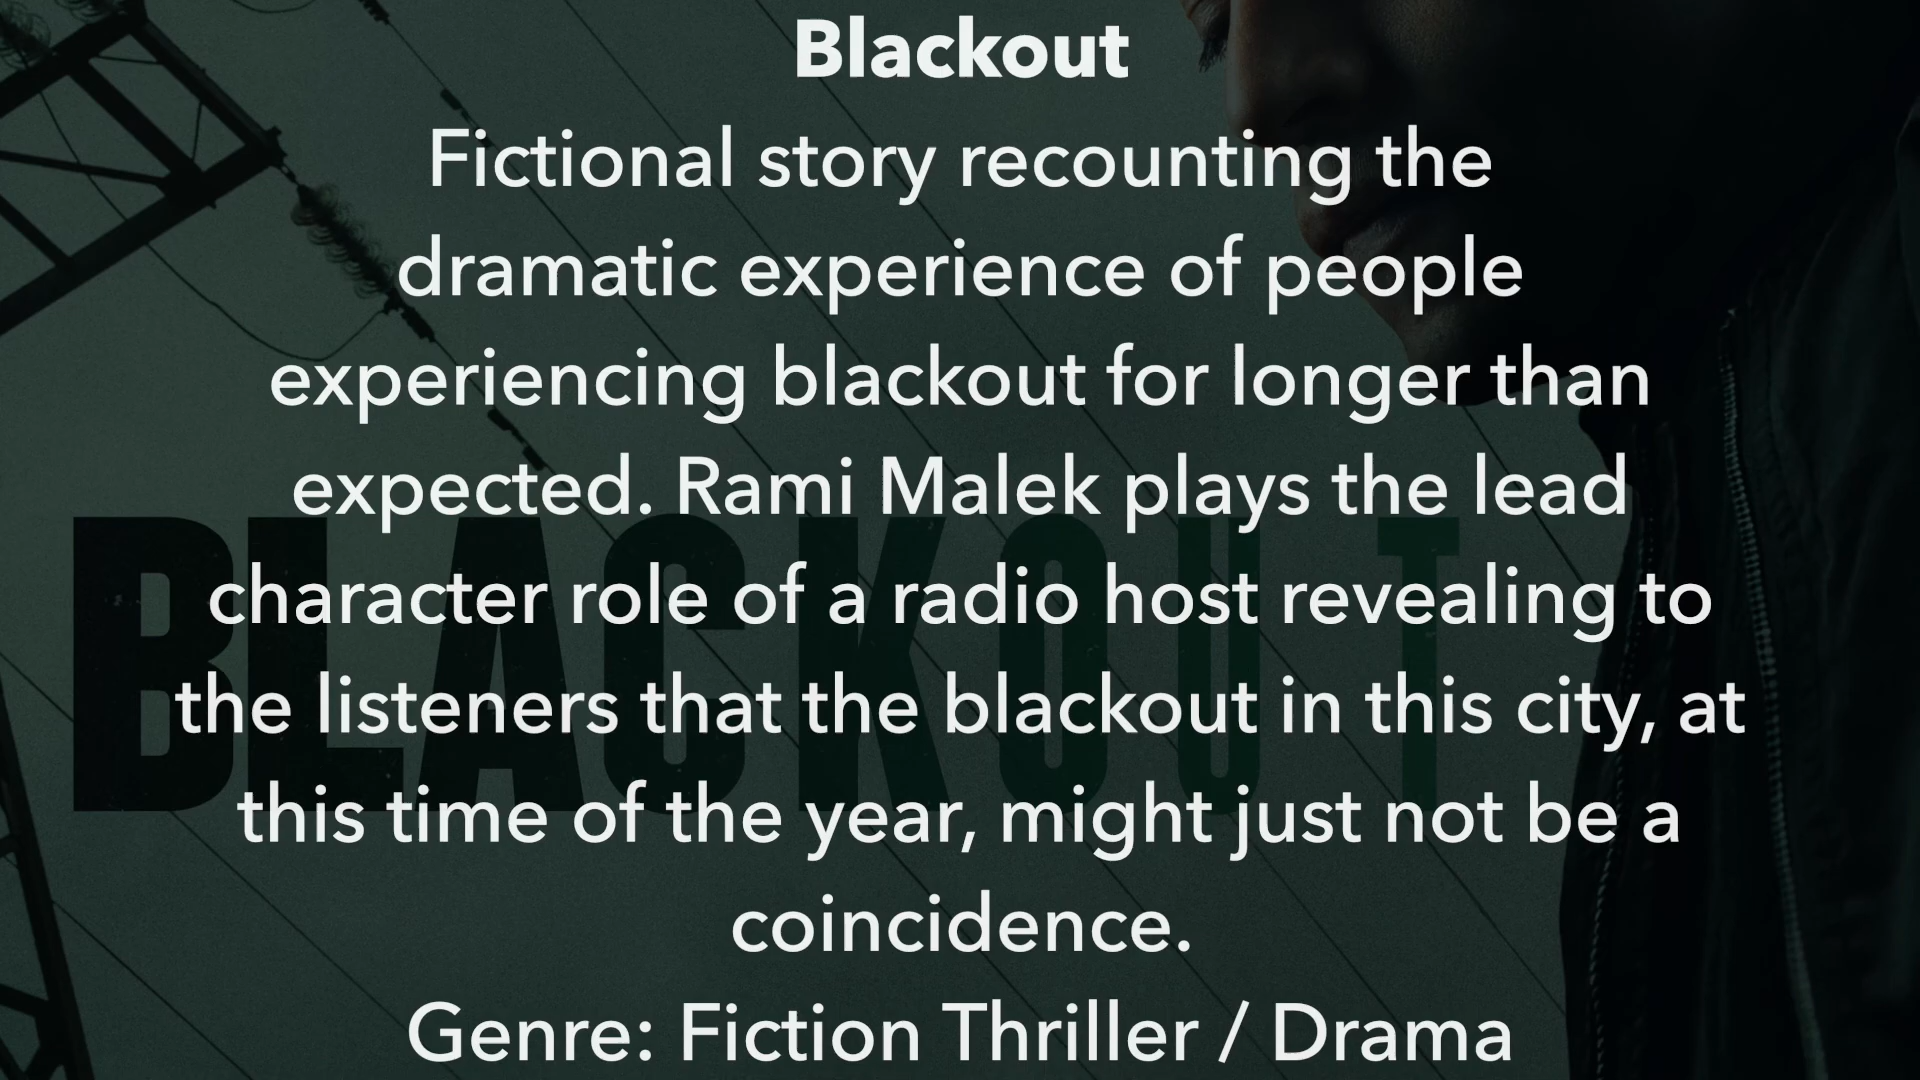 Blackout
Fictional story recounting the
dramatic experience of people
experiencing blackout for longer than
expected. Rami Malek plays the lead
character role of a radio host revealing to
the listeners that the blackout in this city, at
this time of the year, might just not be a
coincidence.
Genre: Fiction Thriller / Drama
BLACKOUT